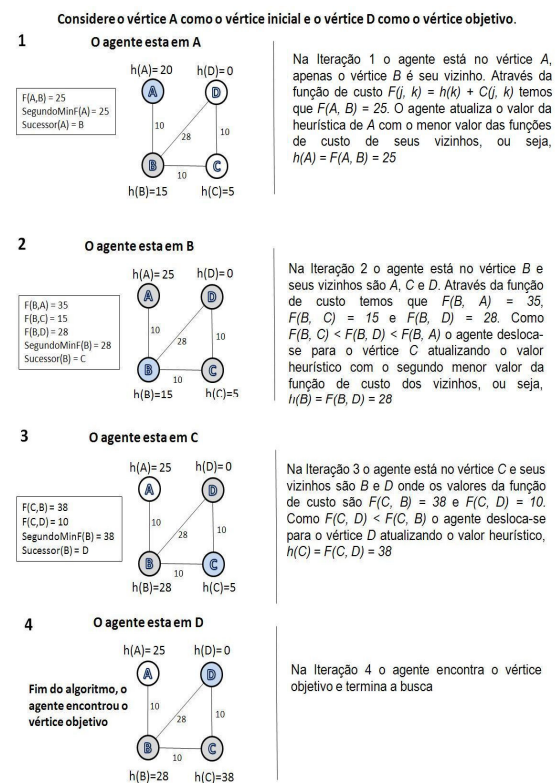 Considere o vértice A como o vértice inicial e o vértice D como o vértice objetivo.
1
O agente esta em A
F(A,B) = 25
SegundoMinF(A) = 25
Sucessor(A) = B
h(A)= 20
h(D)= 0
A
D
10
28
10
B
C
10
h(B)=15
h(C)=5
Na Iteração 1 o agente está no vértice A,
apenas o vértice B é seu vizinho. Através da
função de custo F(j, k) = h(k) + C(j, k) temos
que F(A, B) = 25. O agente atualiza o valor da
heurística de A com o menor valor das funções
de custo de seus vizinhos, ou seja,
h(A) = F(A, B) = 25
2
O agente esta em B
F(B,A) = 35
F(B,C) = 15
F(B,D) = 28
SegundoMinF(B) = 28
Sucessor(B) = C
h(A)= 25
h(D)= 0
A
D
10
28
10
B
C
10
h(B)=15
h(C)=5
Na Iteração 2 o agente está no vértice B e
seus vizinhos são A, C e D. Através da função
de custo temos que F(B, A) = 35,
F(B, C) = 15 e F(B, D) = 28. Como
F(B, C) < F(B, D) < F(B, A) o agente desloca-
se para o vértice C atualizando o valor
heurístico com o segundo menor valor da
função de custo dos vizinhos, ou seja,
h(B) = F(B, D) = 28
3
O agente esta em C
F(C,B) = 38
F(C,D) = 10
SegundoMinF(B) = 38
Sucessor(B) = D
h(A)= 25
h(D)= 0
A
D
10
28
10
B
C
10
h(B)=28
h(C)=5
Na Iteração 3 o agente está no vértice C e seus
vizinhos são B e D onde os valores da função
de custo são F(C, B) = 38 e F(C, D) = 10.
Como F(C, D) < F(C, B) o agente desloca-se
para o vértice D atualizando o valor heurístico,
h(C) = F(C, D) = 38
4
O agente esta em D
Fim do algoritmo, o
agente encontrou o
vértice objetivo
h(A)= 25
h(D)= 0
A
D
10
28
10
B
C
10
h(B)=28
h(C)=38
Na Iteração 4 o agente encontra o vértice
objetivo e termina a busca